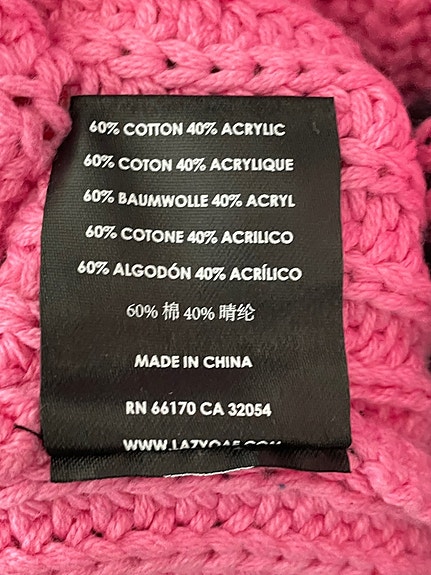 60% COTTON 40% ACRYLIC
60% COTON 40% ACRYLIQUE
60% BAUMWOLLE 40% ACRYL
60% COTONE 40% ACRILICO
60% ALGODÓN 40% ACRÍLICO
60% 棉 40% 晴纶
MADE IN CHINA
RN 66170 CA 32054
WWW.LAZYOAF.COM